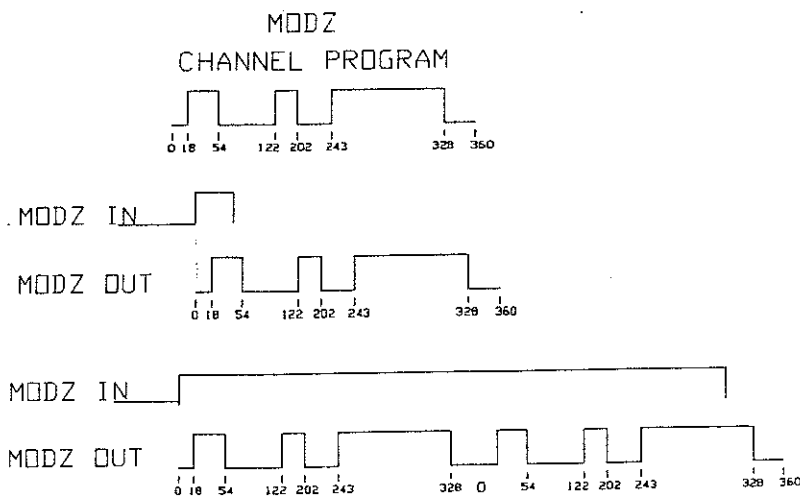 MODZ
CHANNEL PROGRAM
0 18 54 122 202 243 328 360
MODZ IN
MODZ OUT
0 18 54 122 202 243 328 360
MODZ IN
MODZ OUT
0 18 54 122 202 243 328 0 54 122 202 243 328 360